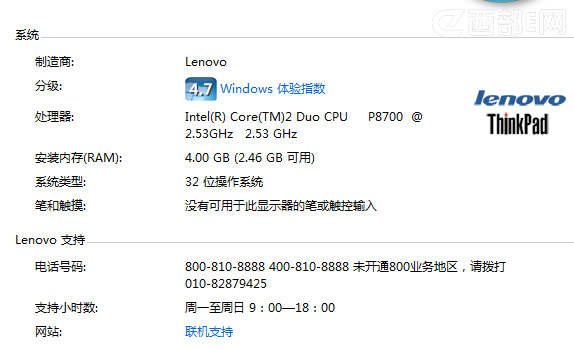 西部E网
系统
制造商: Lenovo
分级: 4.7 Windows 体验指数
处理器: Intel(R) Core(TM)2 Duo CPU P8700 @
2.53GHz 2.53 GHz
lenovo
ThinkPad
安装内存(RAM): 4.00 GB (2.46 GB 可用)
系统类型: 32 位操作系统
笔和触摸: 没有可用于此显示器的笔或触控输入
Lenovo 支持
电话号码: 800-810-8888 400-810-8888 未开通800业务地区，请拨打
010-82879425
支持小时数: 周一至周日 9：00—18：00
网站: 联机支持